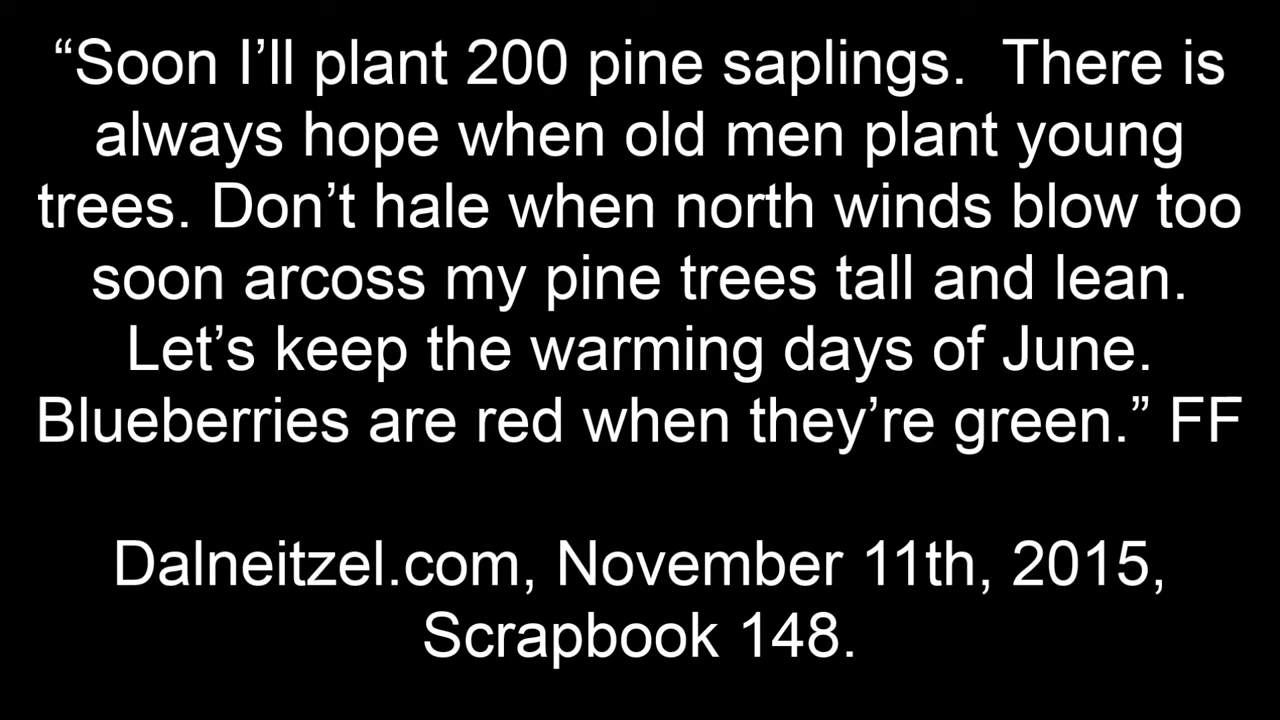 “Soon I’ll plant 200 pine saplings.  There is
always hope when old men plant young
trees. Don’t hale when north winds blow too
soon arcoss my pine trees tall and lean.
Let’s keep the warming days of June.
Blueberries are red when they’re green.” FF
Dalneitzel.com, November 11th, 2015,
Scrapbook 148.